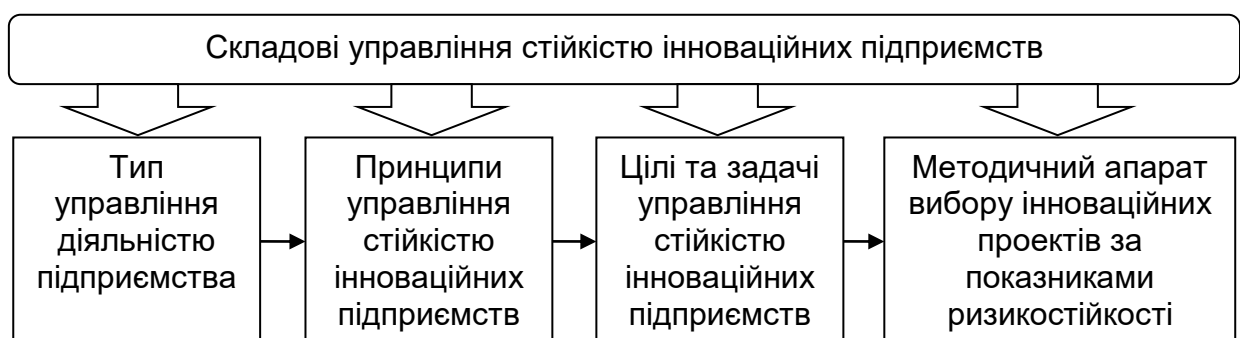 Складові управління стійкістю інноваційних підприємств
Тип
управління
діяльністю
підприємства
Принципи
управління
стійкістю
інноваційних
підприємств
Цілі та задачі
управління
стійкістю
інноваційних
підприємств
Методичний апарат
вибору інноваційних
проектів за
показниками
ризикостійкості